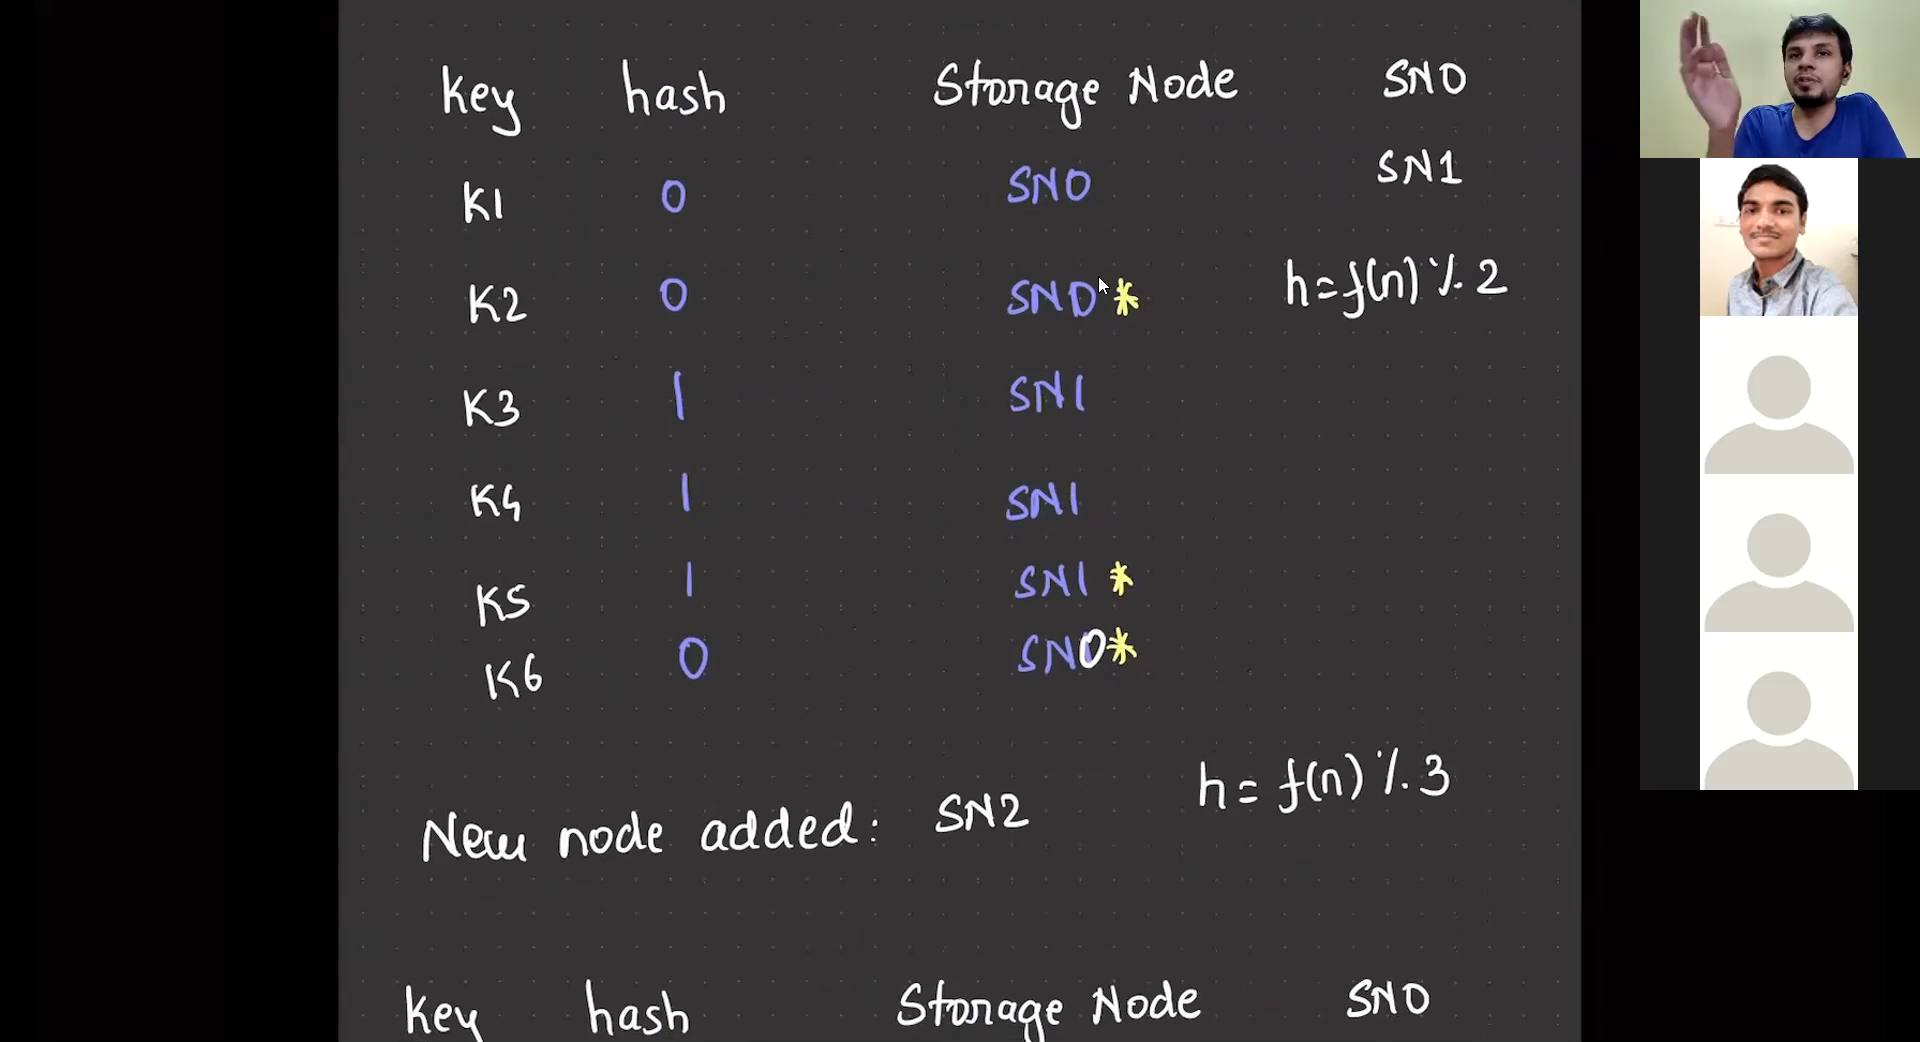 key hash Storage Node SN0
SN1
K1 0 SN0
K2 0 SN0 *
h = f(n) % 2
K3 1 SN1
K4 1 SN1
K5 1 SN1 *
K6 0 SN0 *
New node added: SN2 h = f(n) % 3
key hash Storage Node SN0